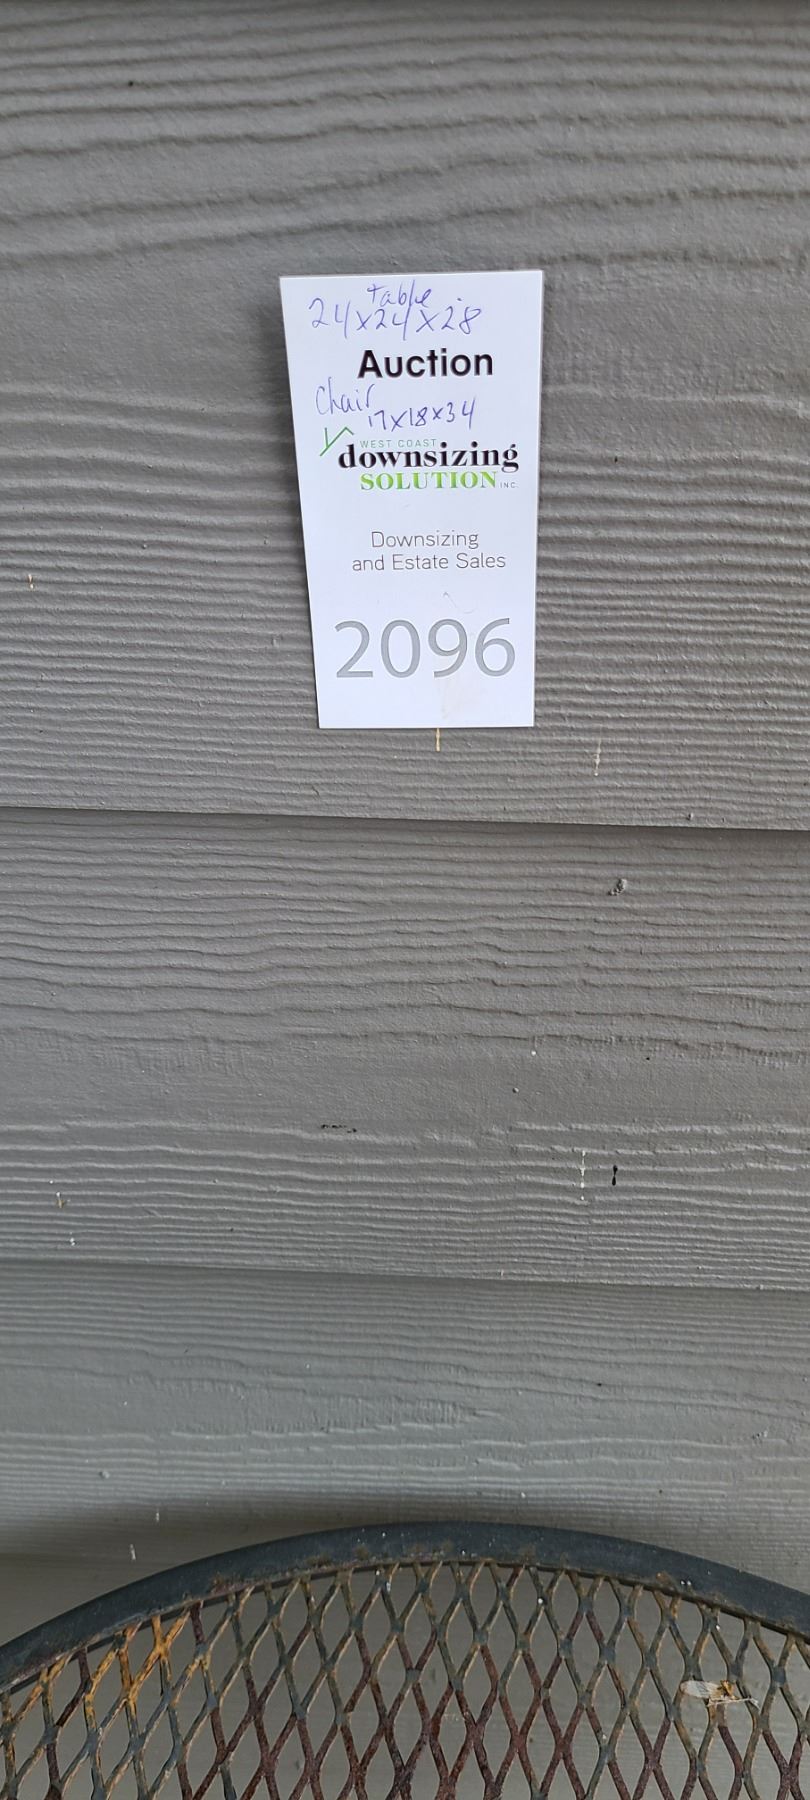 table
24x24x28
Auction
Chair
17x18x34
WEST COAST
downsizing
SOLUTION INC.
Downsizing
and Estate Sales
2096